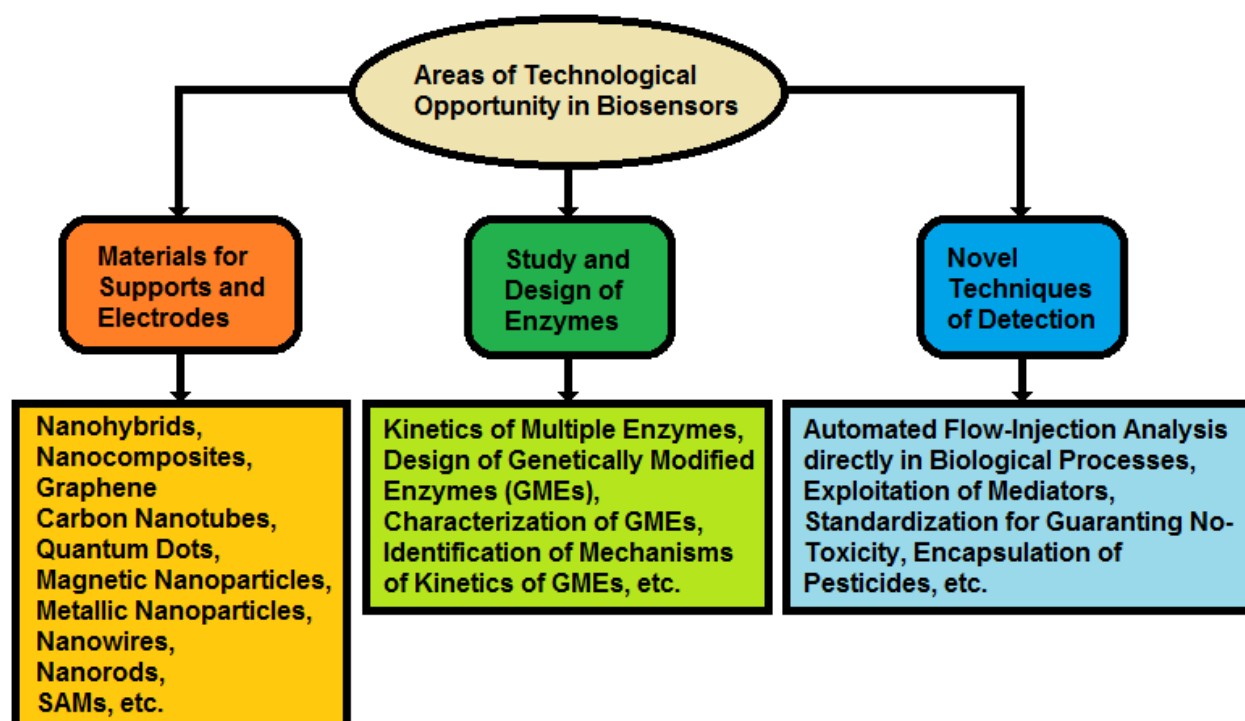 Areas of Technological
Opportunity in Biosensors
Materials for
Supports and
Electrodes
Study and
Design of
Enzymes
Novel
Techniques
of Detection
Nanohybrids,
Nanocomposites,
Graphene
Carbon Nanotubes,
Quantum Dots,
Magnetic Nanoparticles,
Metallic Nanoparticles,
Nanowires,
Nanorods,
SAMs, etc.
Kinetics of Multiple Enzymes,
Design of Genetically Modified
Enzymes (GMEs),
Characterization of GMEs,
Identification of Mechanisms
of Kinetics of GMEs, etc.
Automated Flow-Injection Analysis
directly in Biological Processes,
Exploitation of Mediators,
Standardization for Guaranting No-
Toxicity, Encapsulation of
Pesticides, etc.